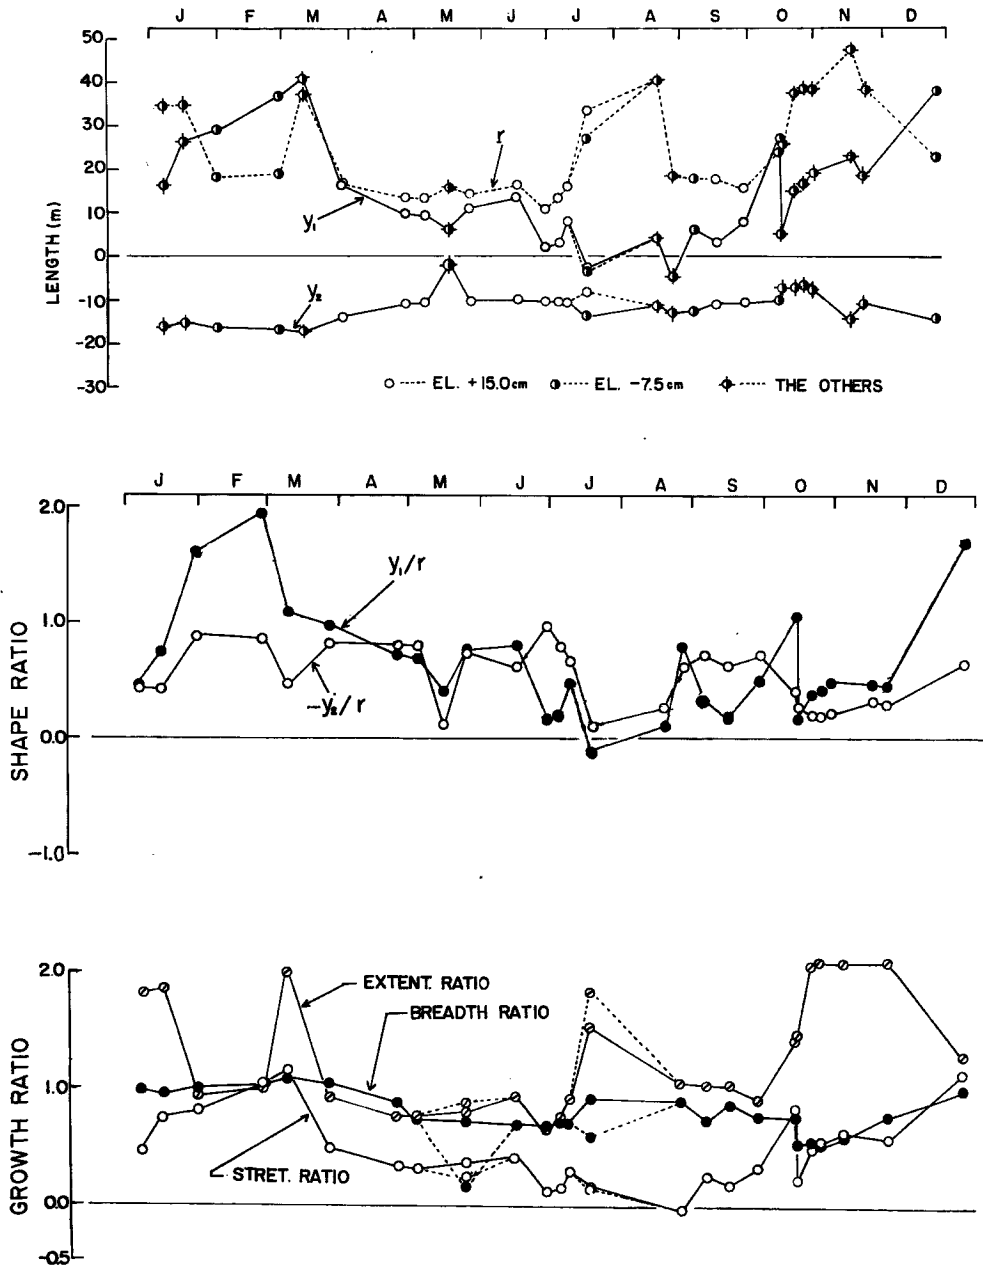 J F M A M J J A S O N D
50
40
30
20
10
0
-10
-20
-30
LENGTH (m)
r
y₁
y₂
EL. +15.0cm EL. -7.5cm THE OTHERS
J F M A M J J A S O N D
2.0
1.0
0.0
-1.0
SHAPE RATIO
y₁/r
-y₂/r
2.0
1.0
0.0
-0.5
GROWTH RATIO
EXTENT. RATIO
BREADTH RATIO
STRET. RATIO